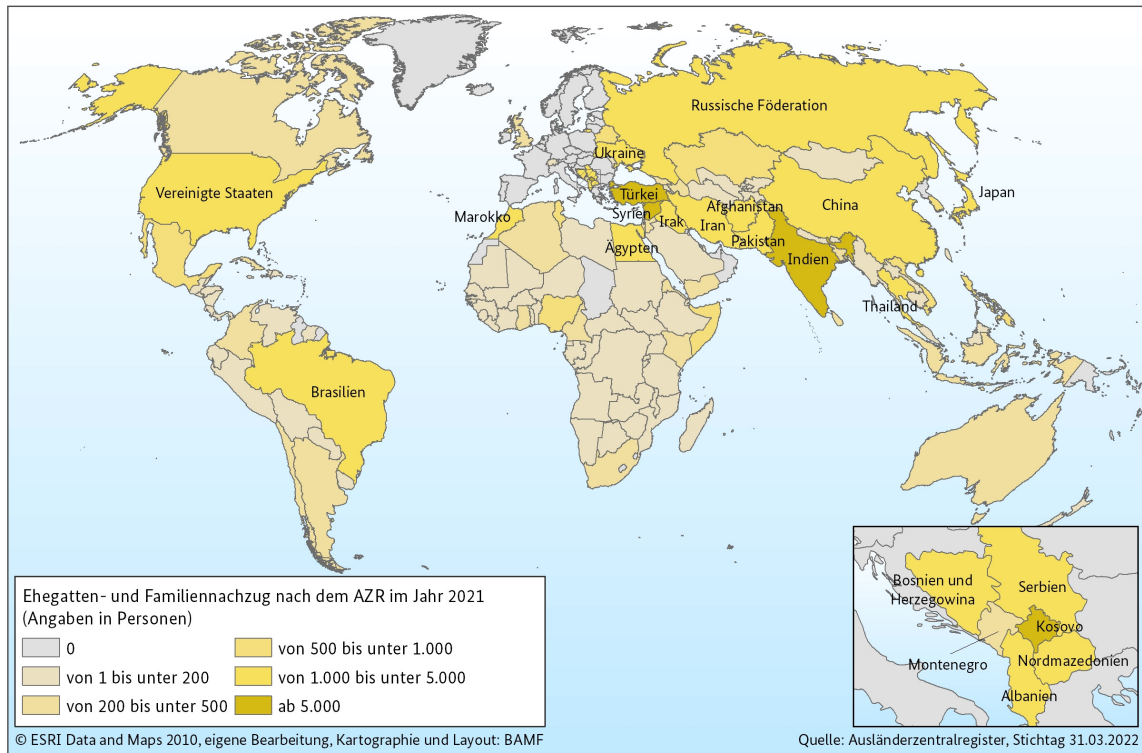 Russische Föderation
Ukraine
Vereinigte Staaten
Türkei
Japan
Marokko
Syrien
Afghanistan
China
Irak
Iran
Ägypten
Pakistan
Indien
Thailand
Brasilien
Bosnien und
Herzegowina
Serbien
Kosovo
Montenegro
Nordmazedonien
Albanien
Ehegatten- und Familiennachzug nach dem AZR im Jahr 2021
(Angaben in Personen)
0
von 500 bis unter 1.000
von 1 bis unter 200
von 1.000 bis unter 5.000
von 200 bis unter 500
ab 5.000
© ESRI Data and Maps 2010, eigene Bearbeitung, Kartographie und Layout: BAMF
Quelle: Ausländerzentralregister, Stichtag 31.03.2022